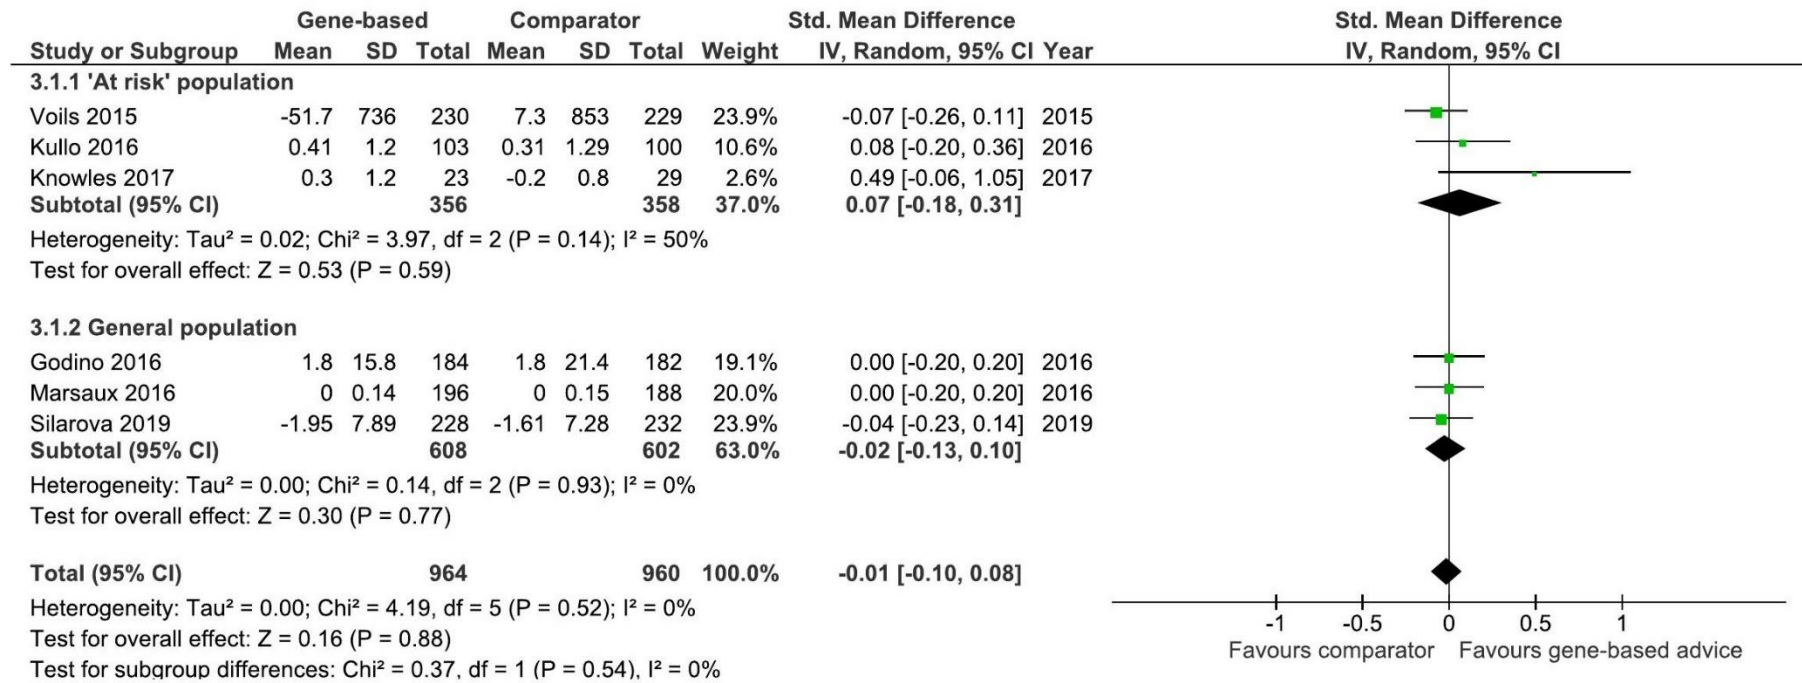 Gene-based Comparator Std. Mean Difference Std. Mean Difference
Study or Subgroup Mean SD Total Mean SD Total Weight IV, Random, 95% CI Year IV, Random, 95% CI
3.1.1 'At risk' population
Voils 2015 -51.7 736 230 7.3 853 229 23.9% -0.07 [-0.26, 0.11] 2015
Kullo 2016 0.41 1.2 103 0.31 1.29 100 10.6% 0.08 [-0.20, 0.36] 2016
Knowles 2017 0.3 1.2 23 -0.2 0.8 29 2.6% 0.49 [-0.06, 1.05] 2017
Subtotal (95% CI) 356 358 37.0% 0.07 [-0.18, 0.31]
Heterogeneity: Tau² = 0.02; Chi² = 3.97, df = 2 (P = 0.14); I² = 50%
Test for overall effect: Z = 0.53 (P = 0.59)
3.1.2 General population
Godino 2016 1.8 15.8 184 1.8 21.4 182 19.1% 0.00 [-0.20, 0.20] 2016
Marsaux 2016 0 0.14 196 0 0.15 188 20.0% 0.00 [-0.20, 0.20] 2016
Silarova 2019 -1.95 7.89 228 -1.61 7.28 232 23.9% -0.04 [-0.23, 0.14] 2019
Subtotal (95% CI) 608 602 63.0% -0.02 [-0.13, 0.10]
Heterogeneity: Tau² = 0.00; Chi² = 0.14, df = 2 (P = 0.93); I² = 0%
Test for overall effect: Z = 0.30 (P = 0.77)
Total (95% CI) 964 960 100.0% -0.01 [-0.10, 0.08]
Heterogeneity: Tau² = 0.00; Chi² = 4.19, df = 5 (P = 0.52); I² = 0%
Test for overall effect: Z = 0.16 (P = 0.88)
Test for subgroup differences: Chi² = 0.37, df = 1 (P = 0.54), I² = 0%
-1 -0.5 0 0.5 1
Favours comparator Favours gene-based advice